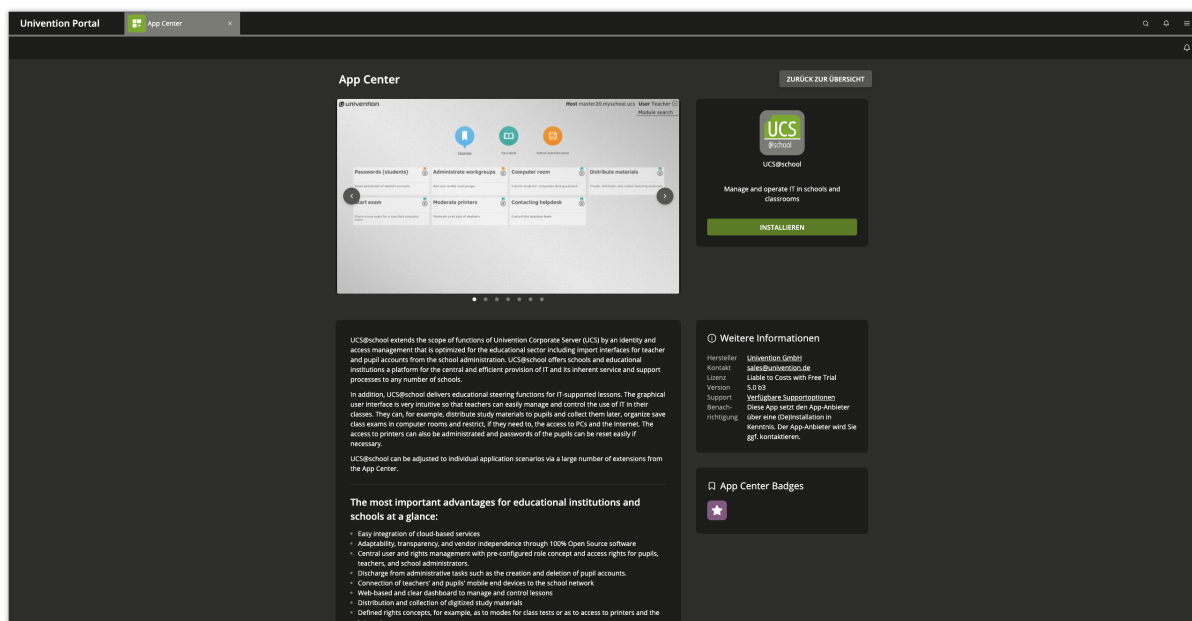 Univention Portal
App Center
×
App Center
ZURÜCK ZUR ÜBERSICHT
univention
Host master20.myschool.ucs User Teacher
Module search
Passwords (students)
Administrate workgroups
Computer room
Distribute materials
Start exam
Moderate printers
Contacting helpdesk
Contact the helpdesk team
UCS
@school
UCS@school
Manage and operate IT in schools and
classrooms
INSTALLIEREN
UCS@school extends the scope of functions of Univention Corporate Server (UCS) by an identity and
access management that is optimized for the educational sector including import interfaces for teacher
and pupil accounts from the school administration. UCS@school offers schools and educational
institutions a platform for the central and efficient provision of IT and its inherent service and support
processes to any number of schools.
In addition, UCS@school delivers educational steering functions for IT-supported lessons. The graphical
user interface is very intuitive so that teachers can easily manage and control the use of IT in their
classes. They can, for example, distribute study materials to pupils and collect them later, organize save
class exams in computer rooms and restrict, if they need to, the access to PCs and the Internet. The
access to printers can also be administrated and passwords of the pupils can be reset easily if
necessary.
UCS@school can be adjusted to individual application scenarios via a large number of extensions from
the App Center.
The most important advantages for educational institutions and
schools at a glance:
Easy integration of cloud-based services
Adaptability, transparency, and vendor independence through 100% Open Source software
Central user and rights management with pre-configured role concept and access rights for pupils,
teachers, and school administrators.
Discharge from administrative tasks such as the creation and deletion of pupil accounts.
Connection of teachers' and pupils' mobile end devices to the school network
Web-based and clear dashboard to manage and control lessons
Distribution and collection of digitized study materials
Defined rights concepts, for example, as to modes for class tests or as to access to printers and the
Weitere Informationen
Hersteller Univention GmbH
Kontakt sales@univention.de
Lizenz Liable to Costs with Free Trial
Version 5.0 b3
Support Verfügbare Supportoptionen
Benach- Diese App setzt den App-Anbieter
richtigung über eine (De)Installation in
Kenntnis. Der App-Anbieter wird Sie
ggf. kontaktieren.
App Center Badges